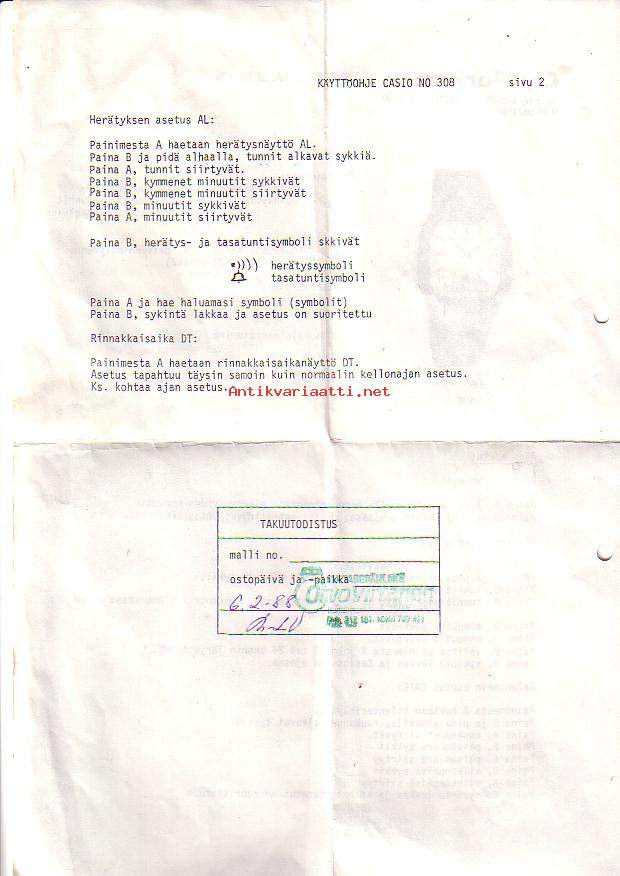 KÄYTTÖOHJE CASIO NO 308 sivu 2
Herätyksen asetus AL:
Painimesta A haetaan herätysnäyttö AL.
Paina B ja pidä alhaalla, tunnit alkavat sykkiä.
Paina A, tunnit siirtyvät.
Paina B, kymmenet minuutit sykkivät
Paina B, kymmenet minuutit siirtyvät
Paina B, minuutit sykkivät
Paina A, minuutit siirtyvät
Paina B, herätys- ja tasatuntisymboli skkivät
herätyssymboli
tasatuntisymboli
Paina A ja hae haluamasi symboli (symbolit)
Paina B, sykintä lakkaa ja asetus on suoritettu
Rinnakkaisaika DT:
Painimesta A haetaan rinnakkaisaikanäyttö DT.
Asetus tapahtuu täysin samoin kuin normaalin kellonajan asetus.
Ks. kohtaa ajan asetus.
Antikvariaatti.net
TAKUUTODISTUS
malli no.
ostopäivä ja -paikka
6.2-88